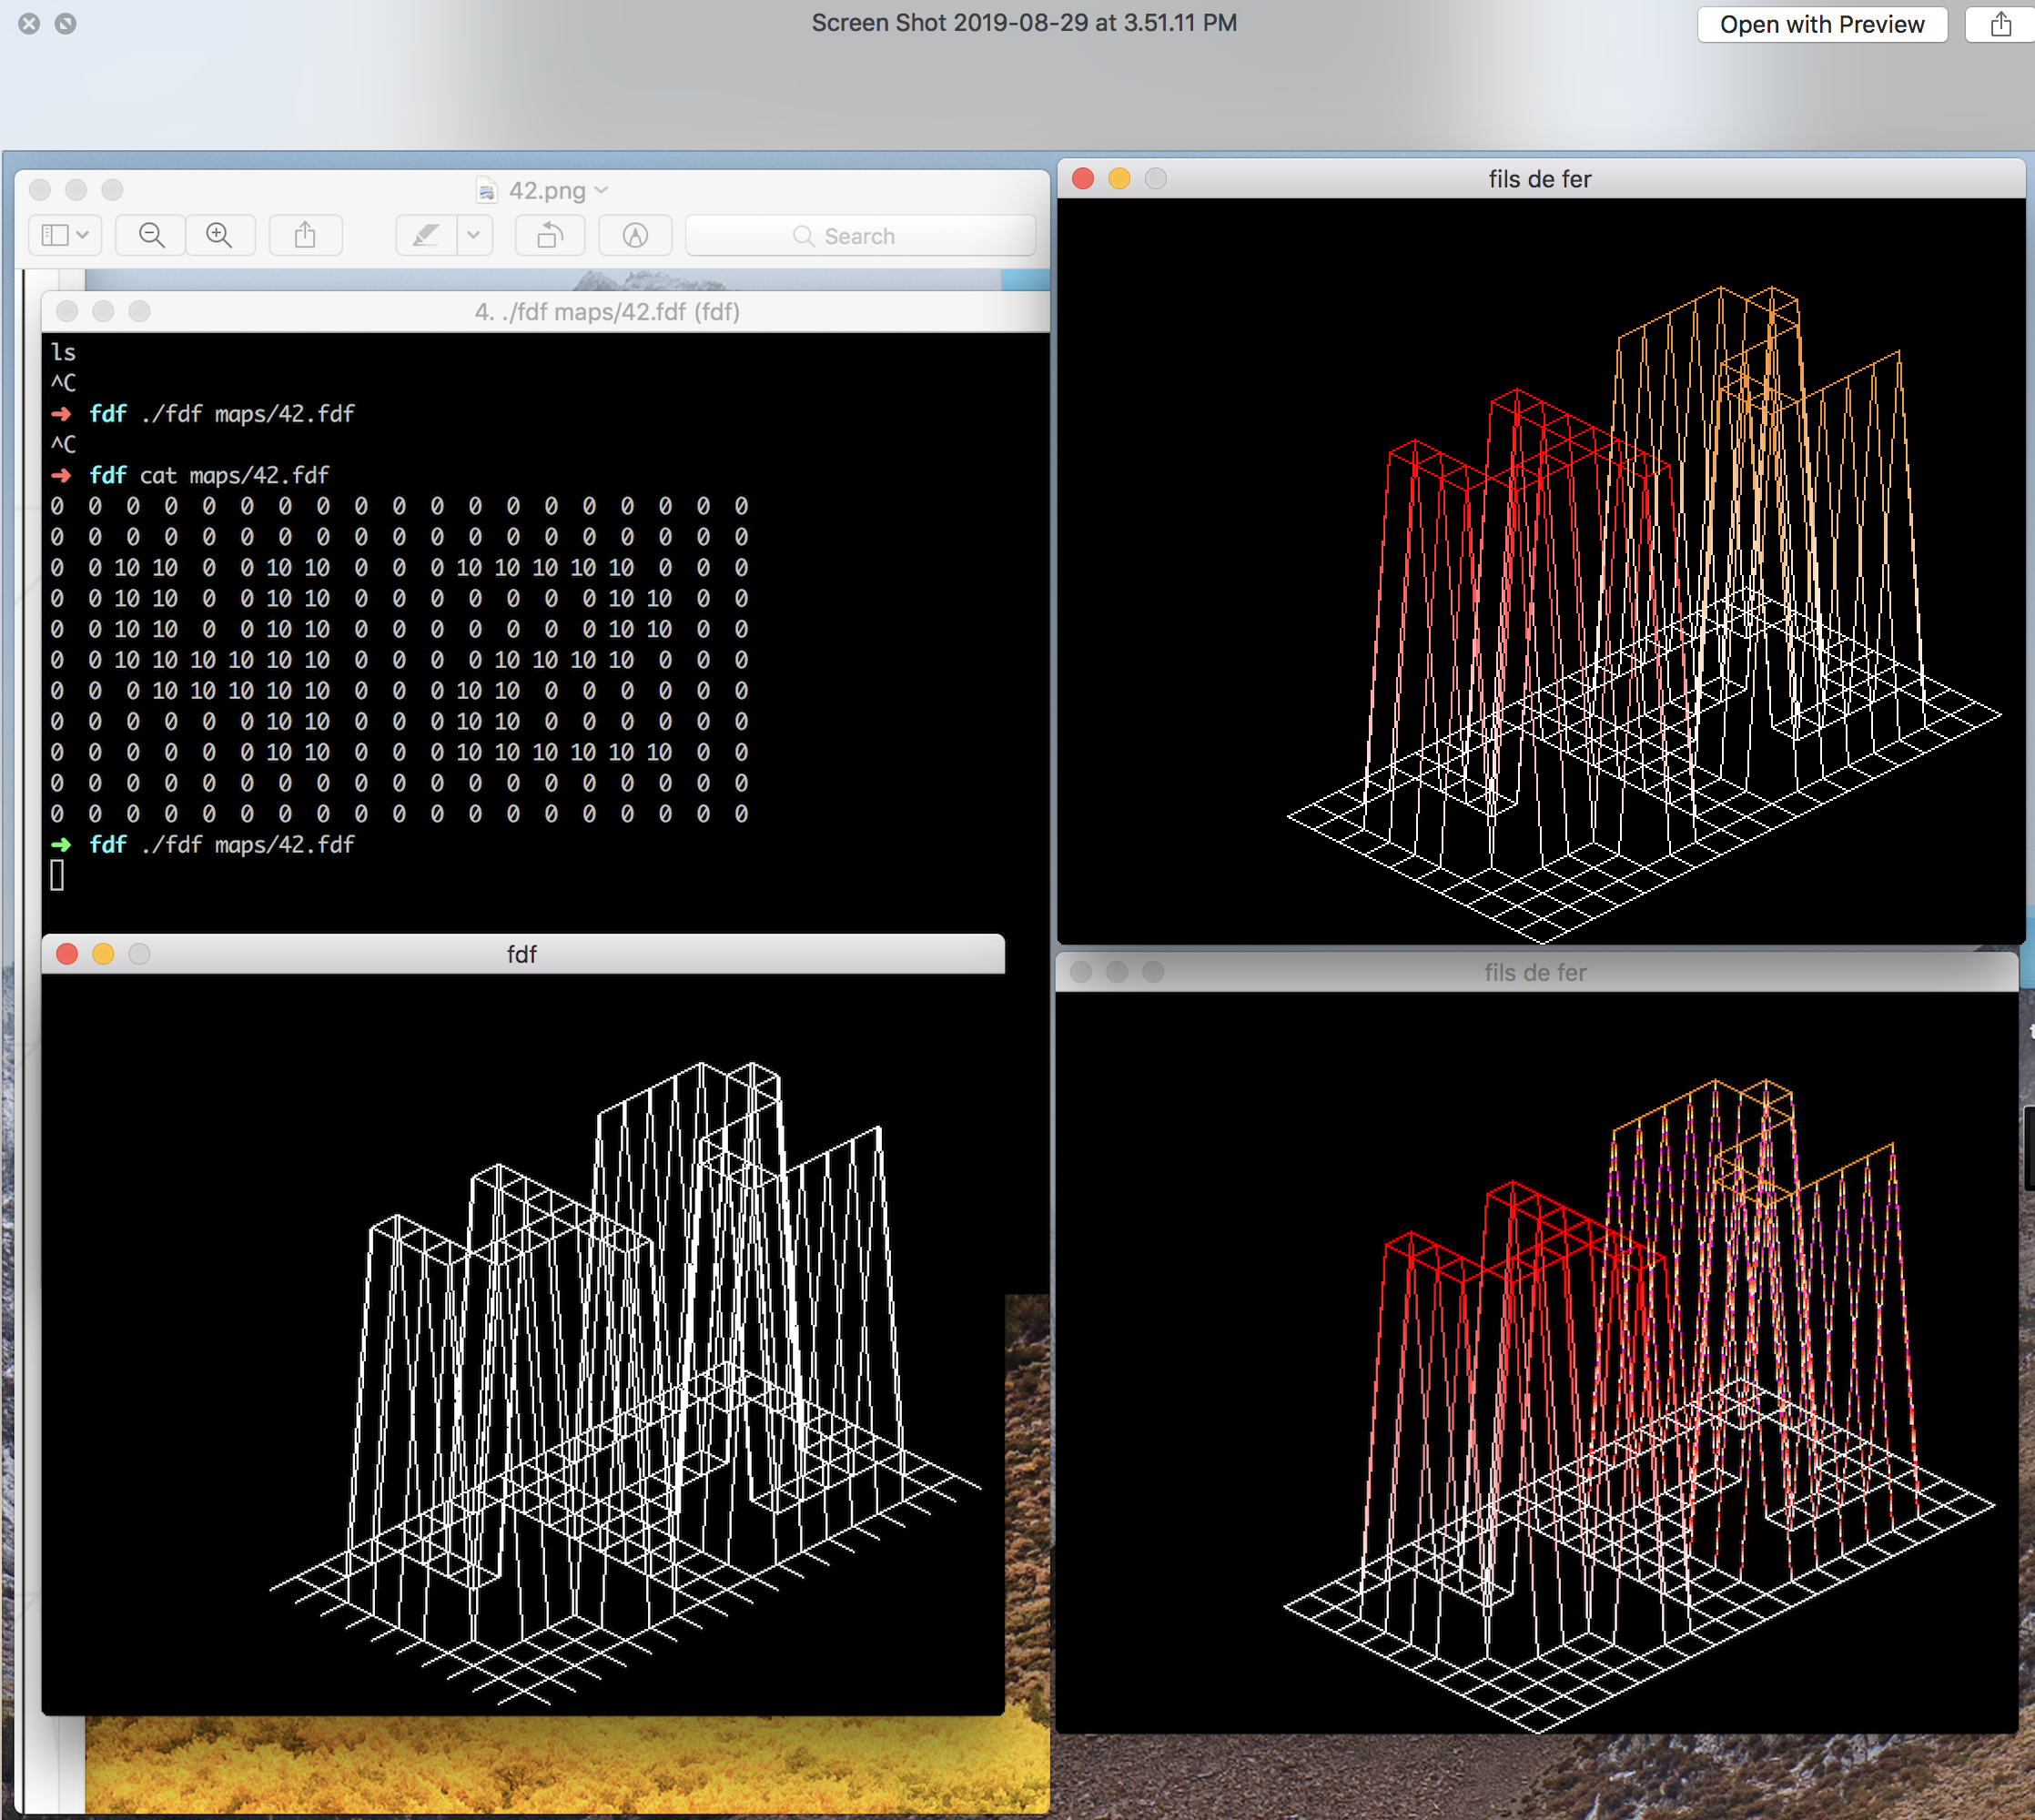 Screen Shot 2019-08-29 at 3.51.11 PM
Open with Preview
42.png
Search
4. ./fdf maps/42.fdf (fdf)
ls
^C
➜ fdf ./fdf maps/42.fdf
^C
➜ fdf cat maps/42.fdf
0 0 0 0 0 0 0 0 0 0 0 0 0 0 0 0 0 0 0
0 0 0 0 0 0 0 0 0 0 0 0 0 0 0 0 0 0 0
0 0 10 10 0 0 10 10 0 0 0 10 10 10 10 10 0 0 0
0 0 10 10 0 0 10 10 0 0 0 0 0 0 0 10 10 0 0
0 0 10 10 0 0 10 10 0 0 0 0 0 0 0 10 10 0 0
0 0 10 10 10 10 10 10 0 0 0 0 10 10 10 10 0 0 0
0 0 0 10 10 10 10 10 0 0 0 10 10 0 0 0 0 0 0
0 0 0 0 0 0 10 10 0 0 0 10 10 0 0 0 0 0 0
0 0 0 0 0 0 10 10 0 0 0 10 10 10 10 10 10 0 0
0 0 0 0 0 0 0 0 0 0 0 0 0 0 0 0 0 0 0
0 0 0 0 0 0 0 0 0 0 0 0 0 0 0 0 0 0 0
➜ fdf ./fdf maps/42.fdf
fils de fer
fdf
fils de fer